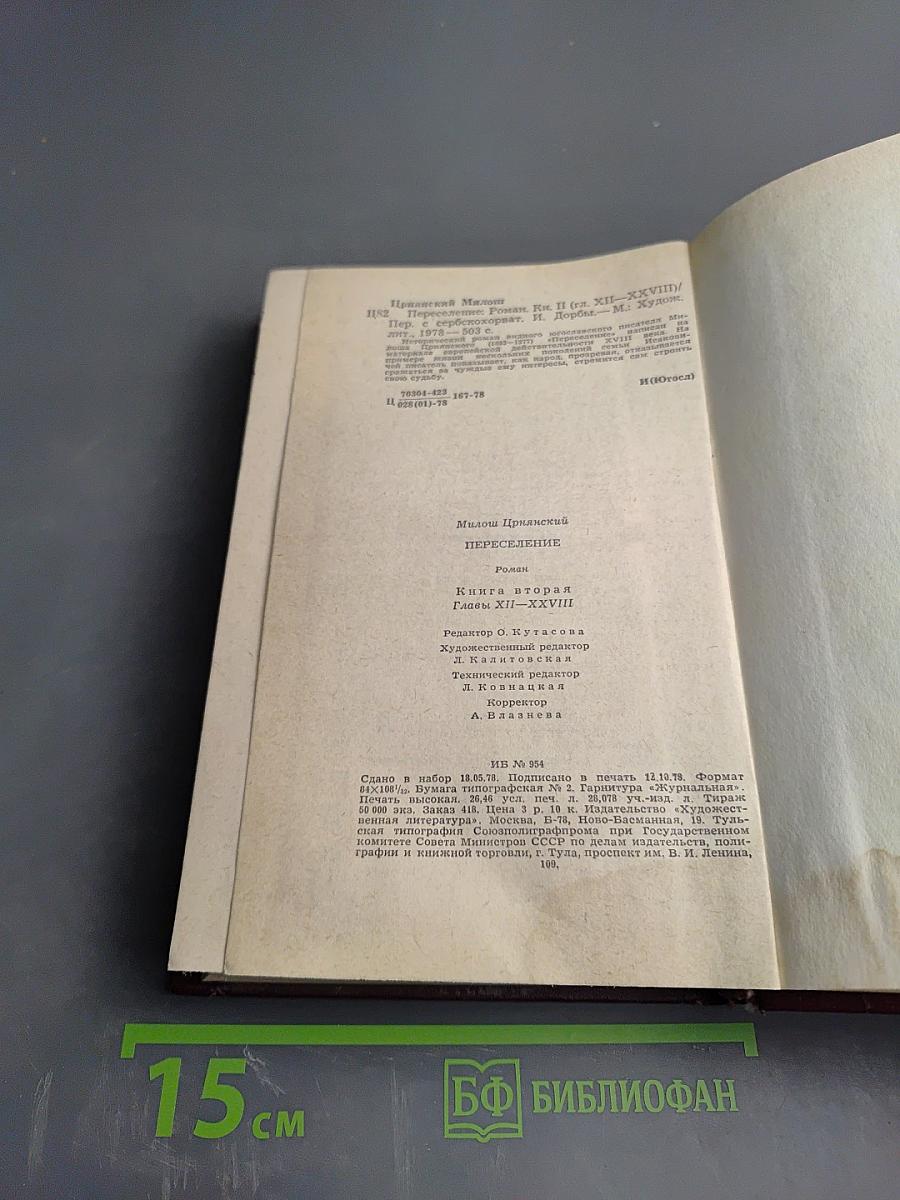 Црнянский Милош
Ц82 Переселение: Роман. Кн. II (гл. XII—XXVIII)/
Пер. с сербскохорват. И. Дорбы.— М.: Худож.
лит., 1978 — 503 с.
Исторический роман видного югославского писателя Ми-
лоша Црнянского (1893—1977) «Переселение» написан на
материале европейской действительности XVIII века. На
примере жизни нескольких поколений семьи Исакови-
чей писатель показывает, как народ, прозревая, отказывается
сражаться за чуждые ему интересы, стремится сам строить
свою судьбу.
Ц 70304-423
028(01)-78 167-78
И(Югосл)
Милош Црнянский
ПЕРЕСЕЛЕНИЕ
Роман
Книга вторая
Главы XII—XXVIII
Редактор О. Кутасова
Художественный редактор
Л. Калитовская
Технический редактор
Л. Ковнацкая
Корректор
А. Влазнева
ИБ № 954
Сдано в набор 18.05.78. Подписано в печать 12.10.78. Формат
84×108¹/₃₂. Бумага типографская № 2. Гарнитура «Журнальная».
Печать высокая. 26,46 усл. печ. л. 28,078 уч.-изд. л. Тираж
50 000 экз. Заказ 418. Цена 3 р. 10 к. Издательство «Художест-
венная литература». Москва, Б-78, Ново-Басманная, 19. Туль-
ская типография Союзполиграфпрома при Государственном
комитете Совета Министров СССР по делам издательств, поли-
графии и книжной торговли, г. Тула, проспект им. В. И. Ленина,
109.
15 см
БФ БИБЛИОФАН